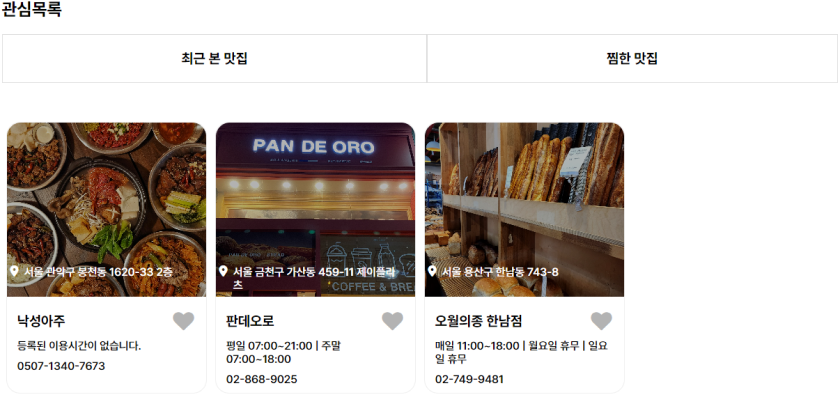 관심목록
최근 본 맛집
찜한 맛집
PAN DE ORO
COFFEE & BRE
서울 관악구 봉천동 1620-33 2층
서울 금천구 가산동 459-11 제이플라
츠
서울 용산구 한남동 743-8
낙성아주
등록된 이용시간이 없습니다.
0507-1340-7673
판데오로
평일 07:00~21:00 | 주말
07:00~18:00
02-868-9025
오월의종 한남점
매일 11:00~18:00 | 월요일 휴무 | 일요
일 휴무
02-749-9481